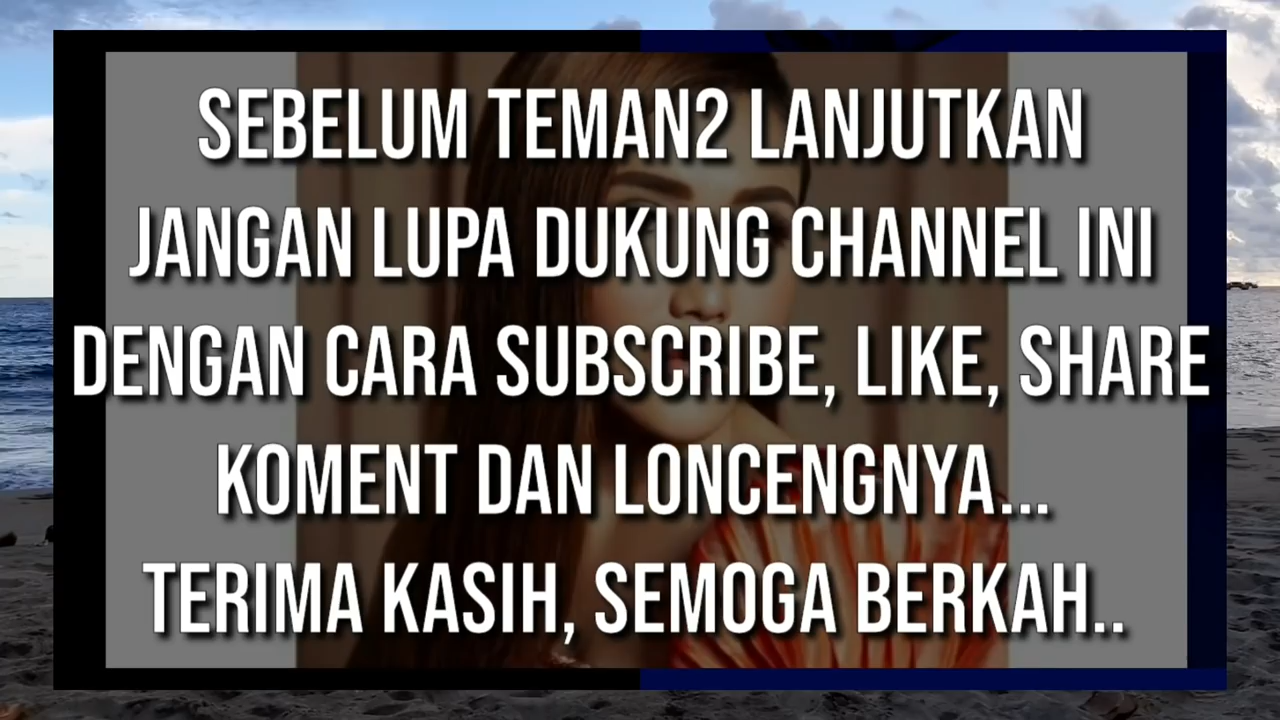 SEBELUM TEMAN2 LANJUTKAN
JANGAN LUPA DUKUNG CHANNEL INI
DENGAN CARA SUBSCRIBE, LIKE, SHARE
KOMENT DAN LONCENGNYA...
TERIMA KASIH, SEMOGA BERKAH..